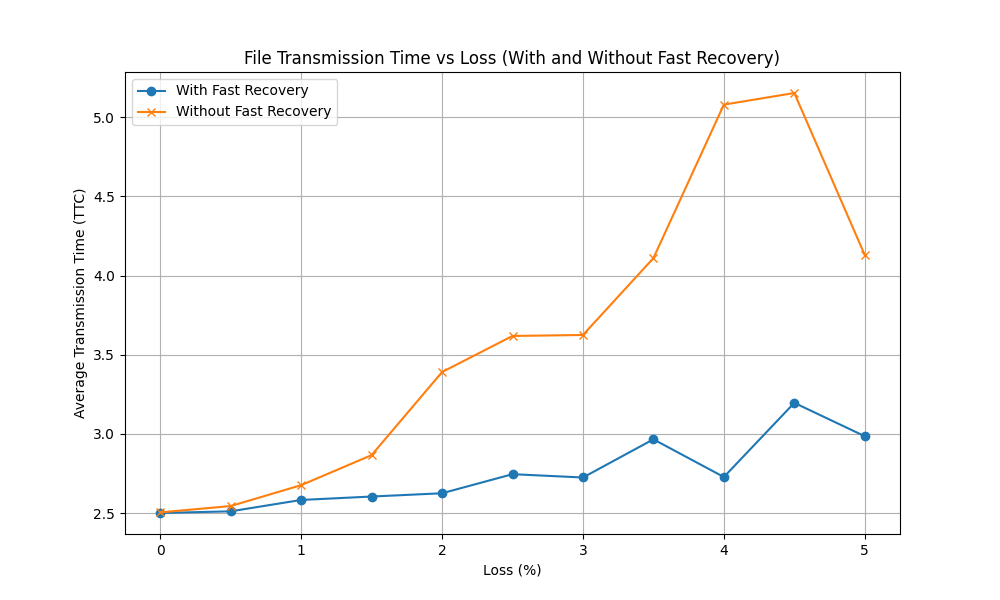 File Transmission Time vs Loss (With and Without Fast Recovery)
With Fast Recovery
Without Fast Recovery
Average Transmission Time (TTC)
5.0
4.5
4.0
3.5
3.0
2.5
0 1 2 3 4 5
Loss (%)